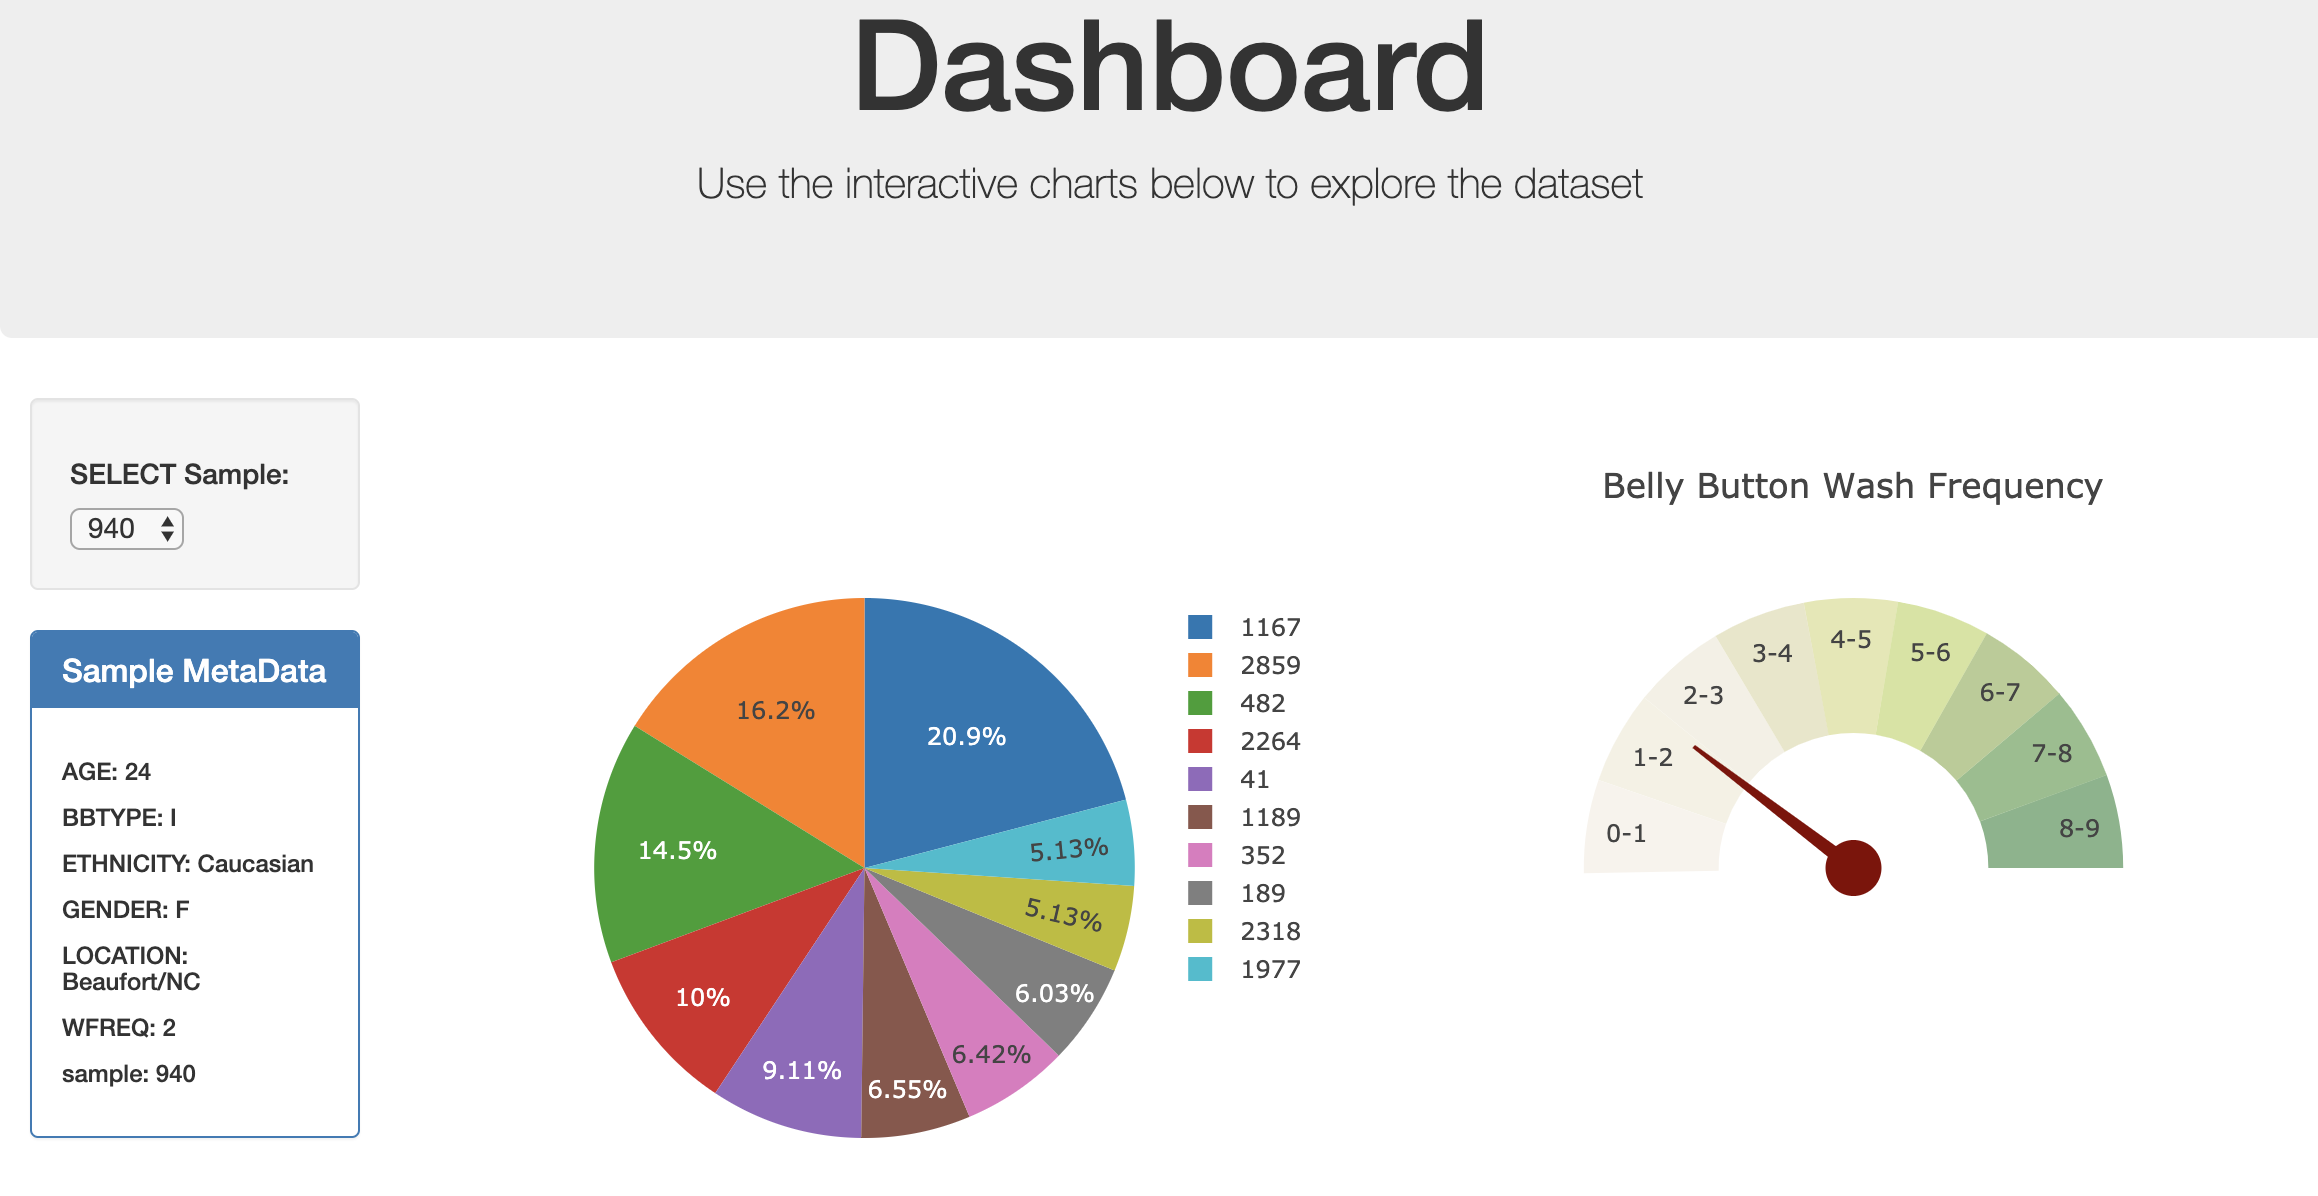 Dashboard
Use the interactive charts below to explore the dataset
SELECT Sample:
940
Sample MetaData
AGE: 24
BBTYPE: I
ETHNICITY: Caucasian
GENDER: F
LOCATION:
Beaufort/NC
WFREQ: 2
sample: 940
20.9%
16.2%
14.5%
10%
9.11%
6.55%
6.42%
6.03%
5.13%
5.13%
1167
2859
482
2264
41
1189
352
189
2318
1977
Belly Button Wash Frequency
0-1
1-2
2-3
3-4
4-5
5-6
6-7
7-8
8-9